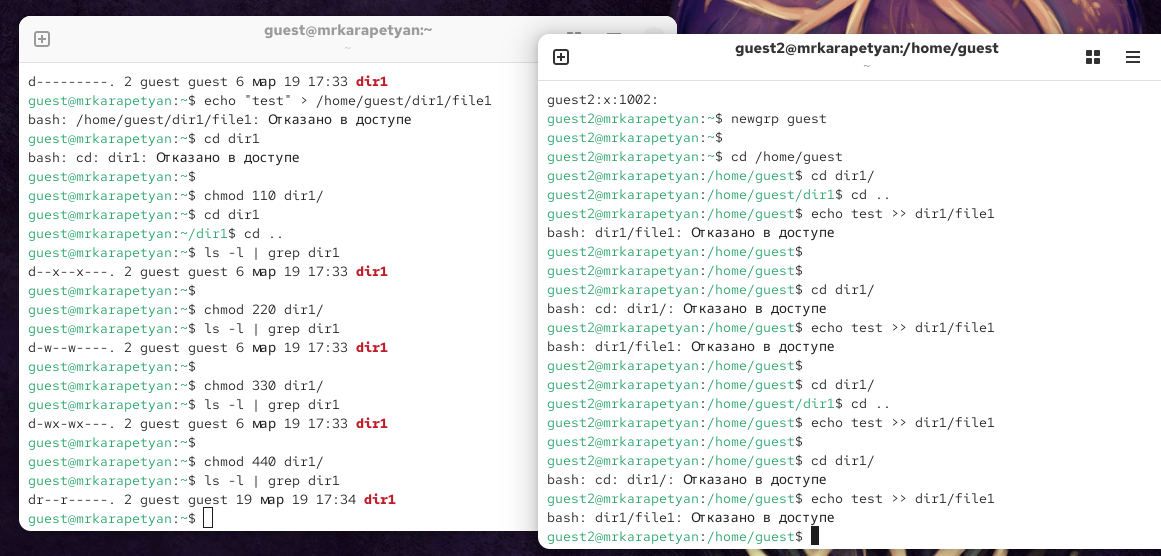 guest@mrkarapetyan:~
~
d---------. 2 guest guest 6 мар 19 17:33 dir1
guest@mrkarapetyan:~$ echo "test" > /home/guest/dir1/file1
bash: /home/guest/dir1/file1: Отказано в доступе
guest@mrkarapetyan:~$ cd dir1
bash: cd: dir1: Отказано в доступе
guest@mrkarapetyan:~$
guest@mrkarapetyan:~$ chmod 110 dir1/
guest@mrkarapetyan:~$ cd dir1
guest@mrkarapetyan:~/dir1$ cd ..
guest@mrkarapetyan:~$ ls -l | grep dir1
d--x--x---. 2 guest guest 6 мар 19 17:33 dir1
guest@mrkarapetyan:~$
guest@mrkarapetyan:~$ chmod 220 dir1/
guest@mrkarapetyan:~$ ls -l | grep dir1
d-w--w----. 2 guest guest 6 мар 19 17:33 dir1
guest@mrkarapetyan:~$
guest@mrkarapetyan:~$ chmod 330 dir1/
guest@mrkarapetyan:~$ ls -l | grep dir1
d-wx-wx---. 2 guest guest 6 мар 19 17:33 dir1
guest@mrkarapetyan:~$
guest@mrkarapetyan:~$ chmod 440 dir1/
guest@mrkarapetyan:~$ ls -l | grep dir1
dr--r-----. 2 guest guest 19 мар 19 17:34 dir1
guest@mrkarapetyan:~$
guest2@mrkarapetyan:/home/guest
~
guest2:x:1002:
guest2@mrkarapetyan:~$ newgrp guest
guest2@mrkarapetyan:~$
guest2@mrkarapetyan:~$ cd /home/guest
guest2@mrkarapetyan:/home/guest$ cd dir1/
guest2@mrkarapetyan:/home/guest/dir1$ cd ..
guest2@mrkarapetyan:/home/guest$ echo test >> dir1/file1
bash: dir1/file1: Отказано в доступе
guest2@mrkarapetyan:/home/guest$
guest2@mrkarapetyan:/home/guest$
guest2@mrkarapetyan:/home/guest$ cd dir1/
bash: cd: dir1/: Отказано в доступе
guest2@mrkarapetyan:/home/guest$ echo test >> dir1/file1
bash: dir1/file1: Отказано в доступе
guest2@mrkarapetyan:/home/guest$
guest2@mrkarapetyan:/home/guest$ cd dir1/
guest2@mrkarapetyan:/home/guest/dir1$ cd ..
guest2@mrkarapetyan:/home/guest$ echo test >> dir1/file1
guest2@mrkarapetyan:/home/guest$
guest2@mrkarapetyan:/home/guest$ cd dir1/
bash: cd: dir1/: Отказано в доступе
guest2@mrkarapetyan:/home/guest$ echo test >> dir1/file1
bash: dir1/file1: Отказано в доступе
guest2@mrkarapetyan:/home/guest$